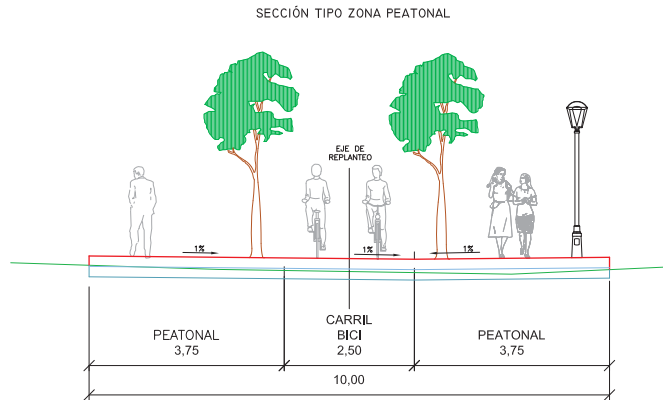 SECCIÓN TIPO ZONA PEATONAL
EJE DE
REPLANTEO
1%
1%
1%
PEATONAL
3,75
CARRIL
BICI
2,50
PEATONAL
3,75
10,00